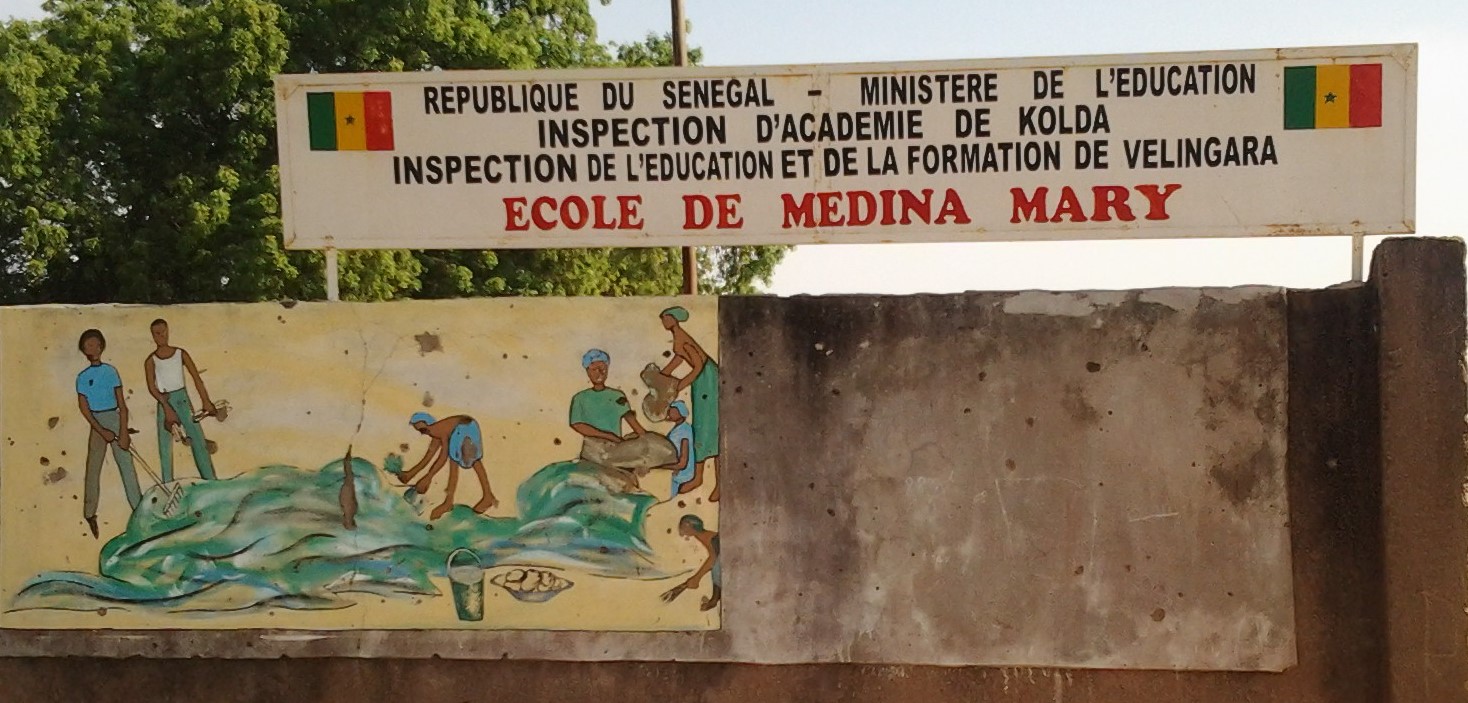 REPUBLIQUE DU SENEGAL - MINISTERE DE L'EDUCATION
INSPECTION D'ACADEMIE DE KOLDA
INSPECTION DE L'EDUCATION ET DE LA FORMATION DE VELINGARA
ECOLE DE MEDINA MARY